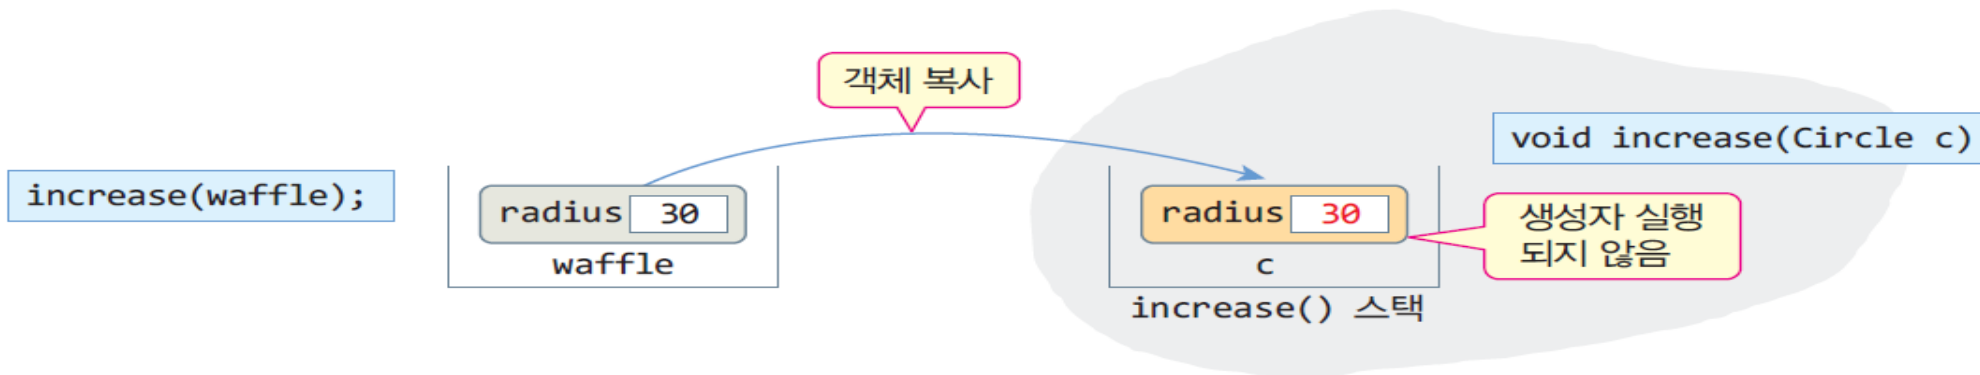 객체 복사
void increase(Circle c)
increase(waffle);
radius 30
waffle
radius 30
c
생성자 실행
되지 않음
increase() 스택